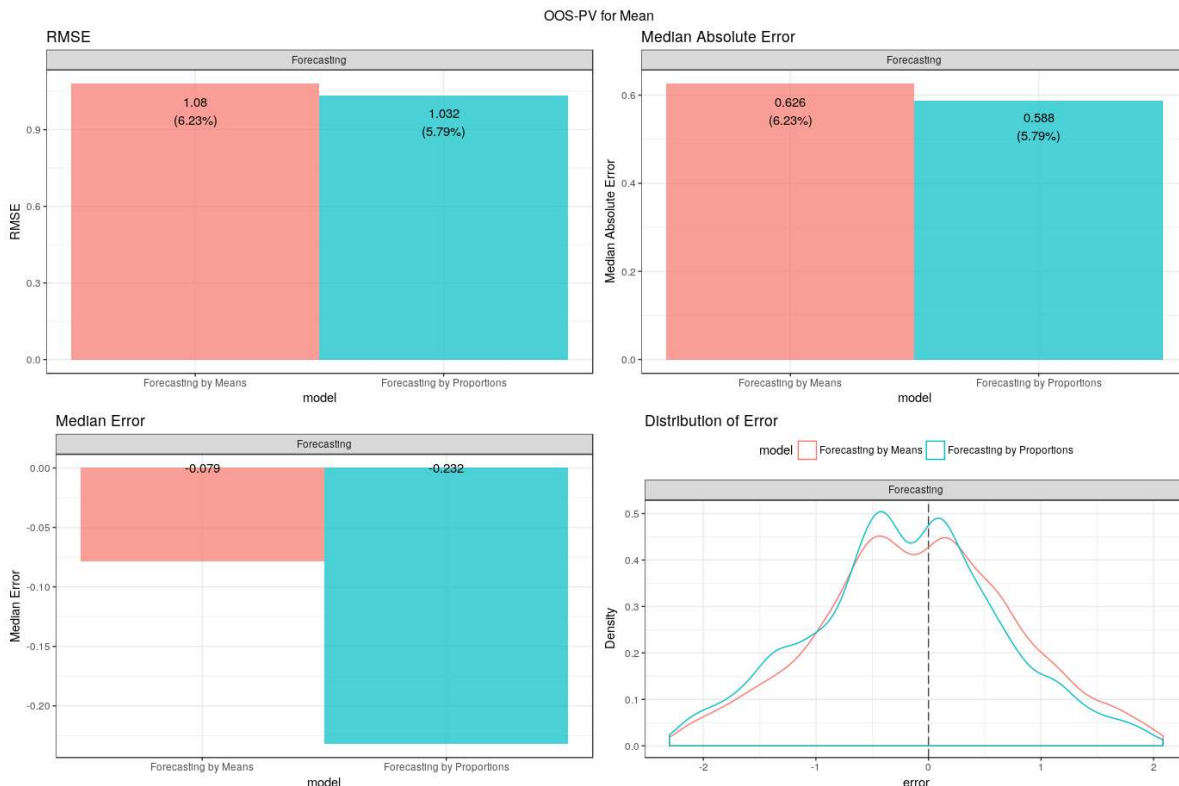 OOS-PV for Mean
RMSE
Forecasting
1.08
(6.23%)
1.032
(5.79%)
0.9
0.6
0.3
0.0
RMSE
Forecasting by Means
Forecasting by Proportions
model
Median Absolute Error
Forecasting
0.626
(6.23%)
0.588
(5.79%)
0.6
0.4
0.2
0.0
Median Absolute Error
Forecasting by Means
Forecasting by Proportions
model
Median Error
Forecasting
-0.079
-0.232
0.00
-0.05
-0.10
-0.15
-0.20
Median Error
Forecasting by Means
Forecasting by Proportions
model
Distribution of Error
model Forecasting by Means Forecasting by Proportions
Forecasting
0.5
0.4
0.3
0.2
0.1
0.0
Density
-2 -1 0 1 2
error